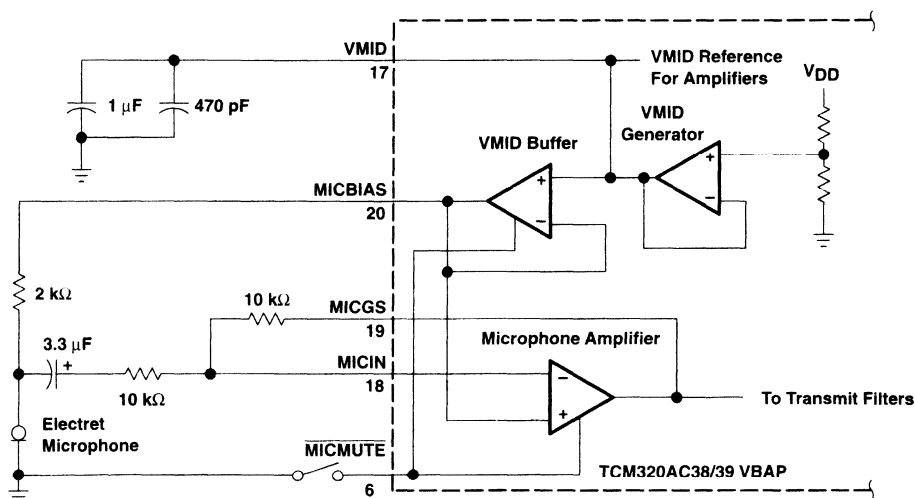 VMID
17
1 μF
470 pF
VMID Reference
For Amplifiers
VDD
VMID
Generator
VMID Buffer
MICBIAS
20
2 kΩ
10 kΩ
MICGS
19
3.3 μF
+
10 kΩ
MICIN
18
Microphone Amplifier
To Transmit Filters
Electret
Microphone
MICMUTE
6
TCM320AC38/39 VBAP
+
−
+
−
−
+